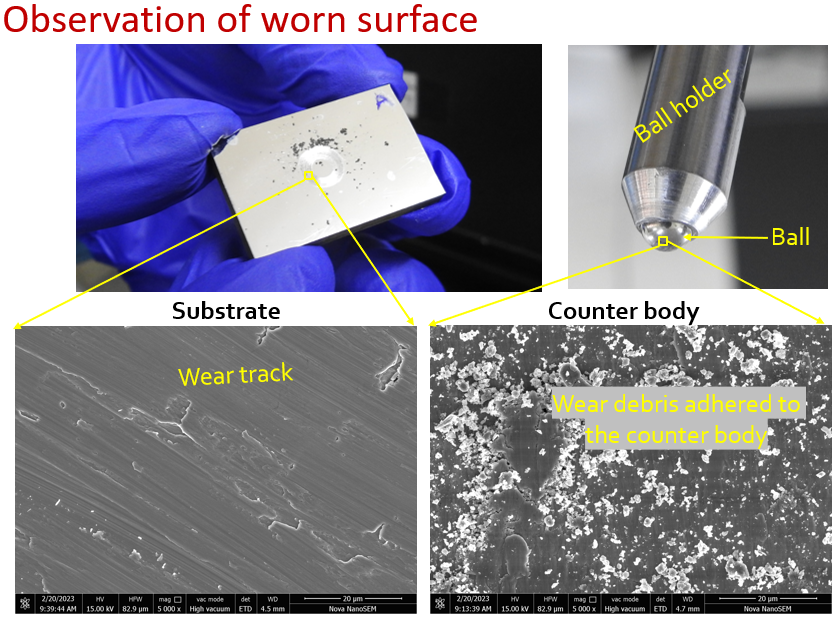 Observation of worn surface
A
Ball holder
Ball
Substrate
Counter body
Wear track
Wear debris adhered to
the counter body
2/20/2023 HV HFW mag vac mode det WD 20 µm
9:39:44 AM 15.00 kV 82.9 µm 5 000 x High vacuum ETD 4.5 mm Nova NanoSEM
2/20/2023 HV HFW mag vac mode det WD 20 µm
9:13:39 AM 15.00 kV 82.9 µm 5 000 x High vacuum ETD 4.7 mm Nova NanoSEM